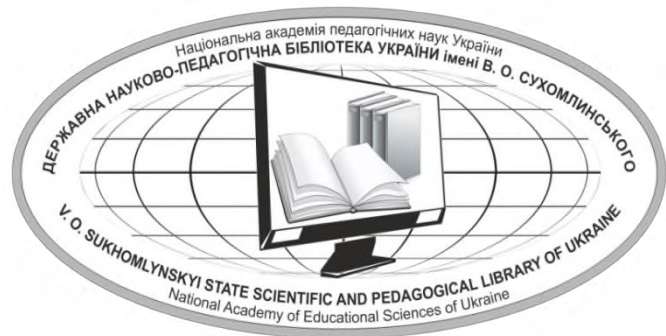 Національна академія педагогічних наук України
ДЕРЖАВНА НАУКОВО-ПЕДАГОГІЧНА БІБЛІОТЕКА УКРАЇНИ імені В. О. СУХОМЛИНСЬКОГО
V. O. SUKHOMLYNSKYI STATE SCIENTIFIC AND PEDAGOGICAL LIBRARY OF UKRAINE
National Academy of Educational Sciences of Ukraine